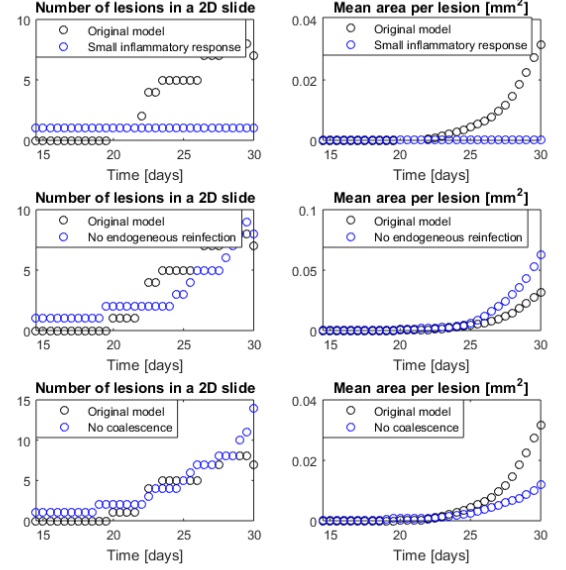 Number of lesions in a 2D slide
10
5
0
Original model
Small inflammatory response
15 20 25 30
Time [days]
Mean area per lesion [mm2]
0.04
0.02
0
Original model
Small inflammatory response
15 20 25 30
Time [days]
Number of lesions in a 2D slide
10
5
0
Original model
No endogeneous reinfection
15 20 25 30
Time [days]
Mean area per lesion [mm2]
0.1
0.05
0
Original model
No endogeneous reinfection
15 20 25 30
Time [days]
Number of lesions in a 2D slide
15
10
5
0
Original model
No coalescence
15 20 25 30
Time [days]
Mean area per lesion [mm2]
0.04
0.02
0
Original model
No coalescence
15 20 25 30
Time [days]